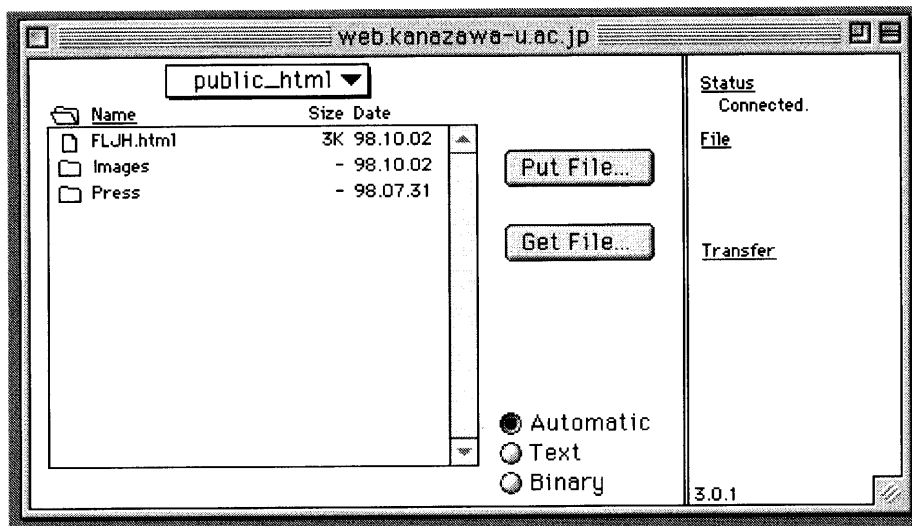 web.kanazawa-u.ac.jp
public_html
Name Size Date
FLJH.html 3K 98.10.02
Images - 98.10.02
Press - 98.07.31
Put File...
Get File...
Automatic
Text
Binary
Status
Connected.
File
Transfer
3.0.1